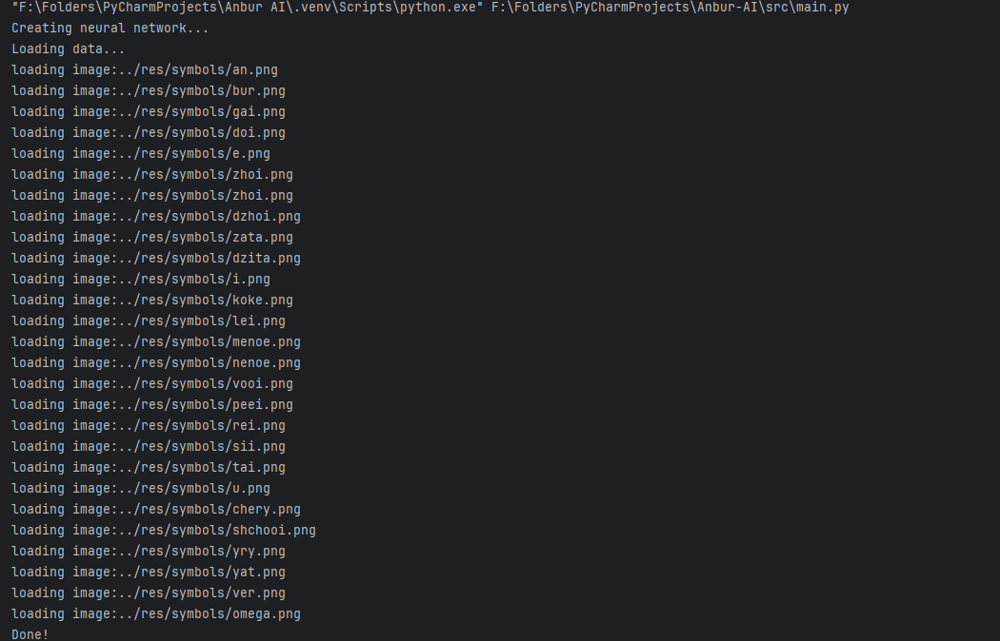 "F:\Folders\PyCharmProjects\Anbur AI\.venv\Scripts\python.exe" F:\Folders\PyCharmProjects\Anbur-AI\src\main.py
Creating neural network...
Loading data...
loading image:../res/symbols/an.png
loading image:../res/symbols/bur.png
loading image:../res/symbols/gai.png
loading image:../res/symbols/doi.png
loading image:../res/symbols/e.png
loading image:../res/symbols/zhoi.png
loading image:../res/symbols/zhoi.png
loading image:../res/symbols/dzhoi.png
loading image:../res/symbols/zata.png
loading image:../res/symbols/dzita.png
loading image:../res/symbols/i.png
loading image:../res/symbols/koke.png
loading image:../res/symbols/lei.png
loading image:../res/symbols/menoe.png
loading image:../res/symbols/nenoe.png
loading image:../res/symbols/vooi.png
loading image:../res/symbols/peei.png
loading image:../res/symbols/rei.png
loading image:../res/symbols/sii.png
loading image:../res/symbols/tai.png
loading image:../res/symbols/u.png
loading image:../res/symbols/chery.png
loading image:../res/symbols/shchooi.png
loading image:../res/symbols/yry.png
loading image:../res/symbols/yat.png
loading image:../res/symbols/ver.png
loading image:../res/symbols/omega.png
Done!